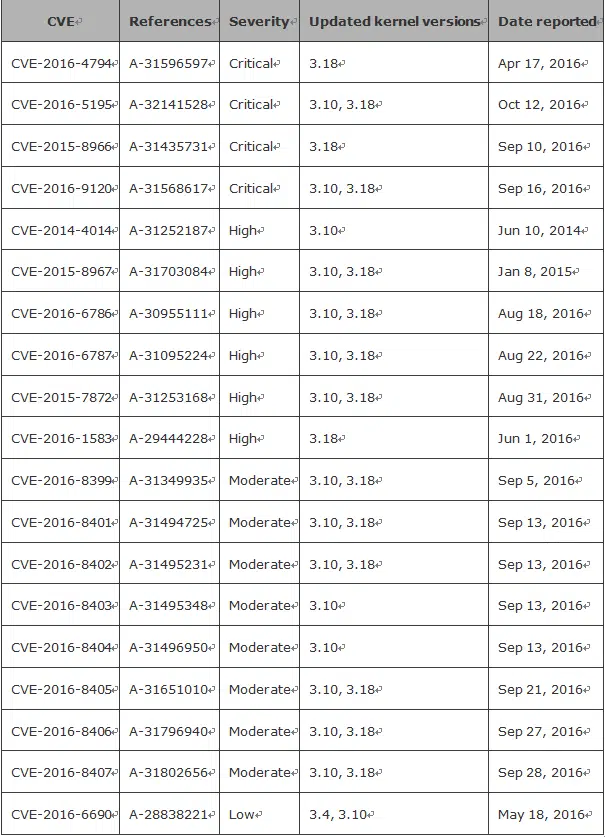 CVE References Severity Updated kernel versions Date reported
CVE-2016-4794 A-31596597 Critical 3.18 Apr 17, 2016
CVE-2016-5195 A-32141528 Critical 3.10, 3.18 Oct 12, 2016
CVE-2015-8966 A-31435731 Critical 3.18 Sep 10, 2016
CVE-2016-9120 A-31568617 Critical 3.10, 3.18 Sep 16, 2016
CVE-2014-4014 A-31252187 High 3.10 Jun 10, 2014
CVE-2015-8967 A-31703084 High 3.10, 3.18 Jan 8, 2015
CVE-2016-6786 A-30955111 High 3.10, 3.18 Aug 18, 2016
CVE-2016-6787 A-31095224 High 3.10, 3.18 Aug 22, 2016
CVE-2015-7872 A-31253168 High 3.10, 3.18 Aug 31, 2016
CVE-2016-1583 A-29444228 High 3.18 Jun 1, 2016
CVE-2016-8399 A-31349935 Moderate 3.10, 3.18 Sep 5, 2016
CVE-2016-8401 A-31494725 Moderate 3.10, 3.18 Sep 13, 2016
CVE-2016-8402 A-31495231 Moderate 3.10, 3.18 Sep 13, 2016
CVE-2016-8403 A-31495348 Moderate 3.10 Sep 13, 2016
CVE-2016-8404 A-31496950 Moderate 3.10 Sep 13, 2016
CVE-2016-8405 A-31651010 Moderate 3.10, 3.18 Sep 21, 2016
CVE-2016-8406 A-31796940 Moderate 3.10, 3.18 Sep 27, 2016
CVE-2016-8407 A-31802656 Moderate 3.10, 3.18 Sep 28, 2016
CVE-2016-6690 A-28838221 Low 3.4, 3.10 May 18, 2016